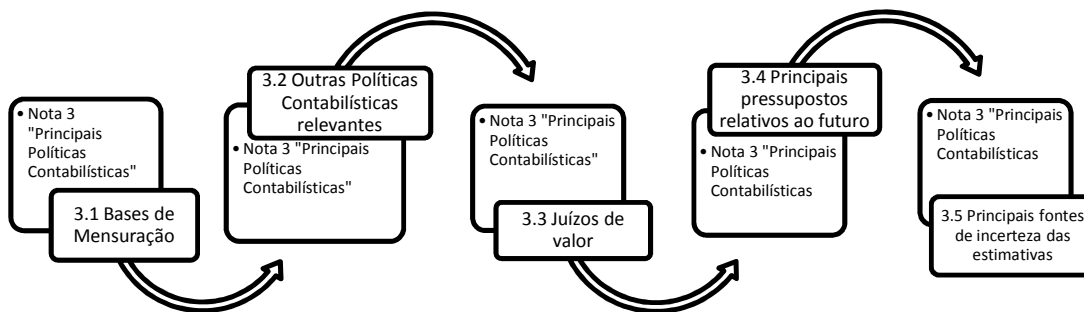 • Nota 3
"Principais
Políticas
Contabilísticas"
3.1 Bases de
Mensuração
3.2 Outras Políticas
Contabilísticas
relevantes
• Nota 3 "Principais
Políticas
Contabilísticas"
• Nota 3 "Principais
Políticas
Contabilísticas"
3.3 Juízos de
valor
3.4 Principais
pressupostos
relativos ao futuro
• Nota 3 "Principais
Políticas
Contabilísticas
• Nota 3 "Principais
Políticas
Contabilísticas
3.5 Principais fontes
de incerteza das
estimativas